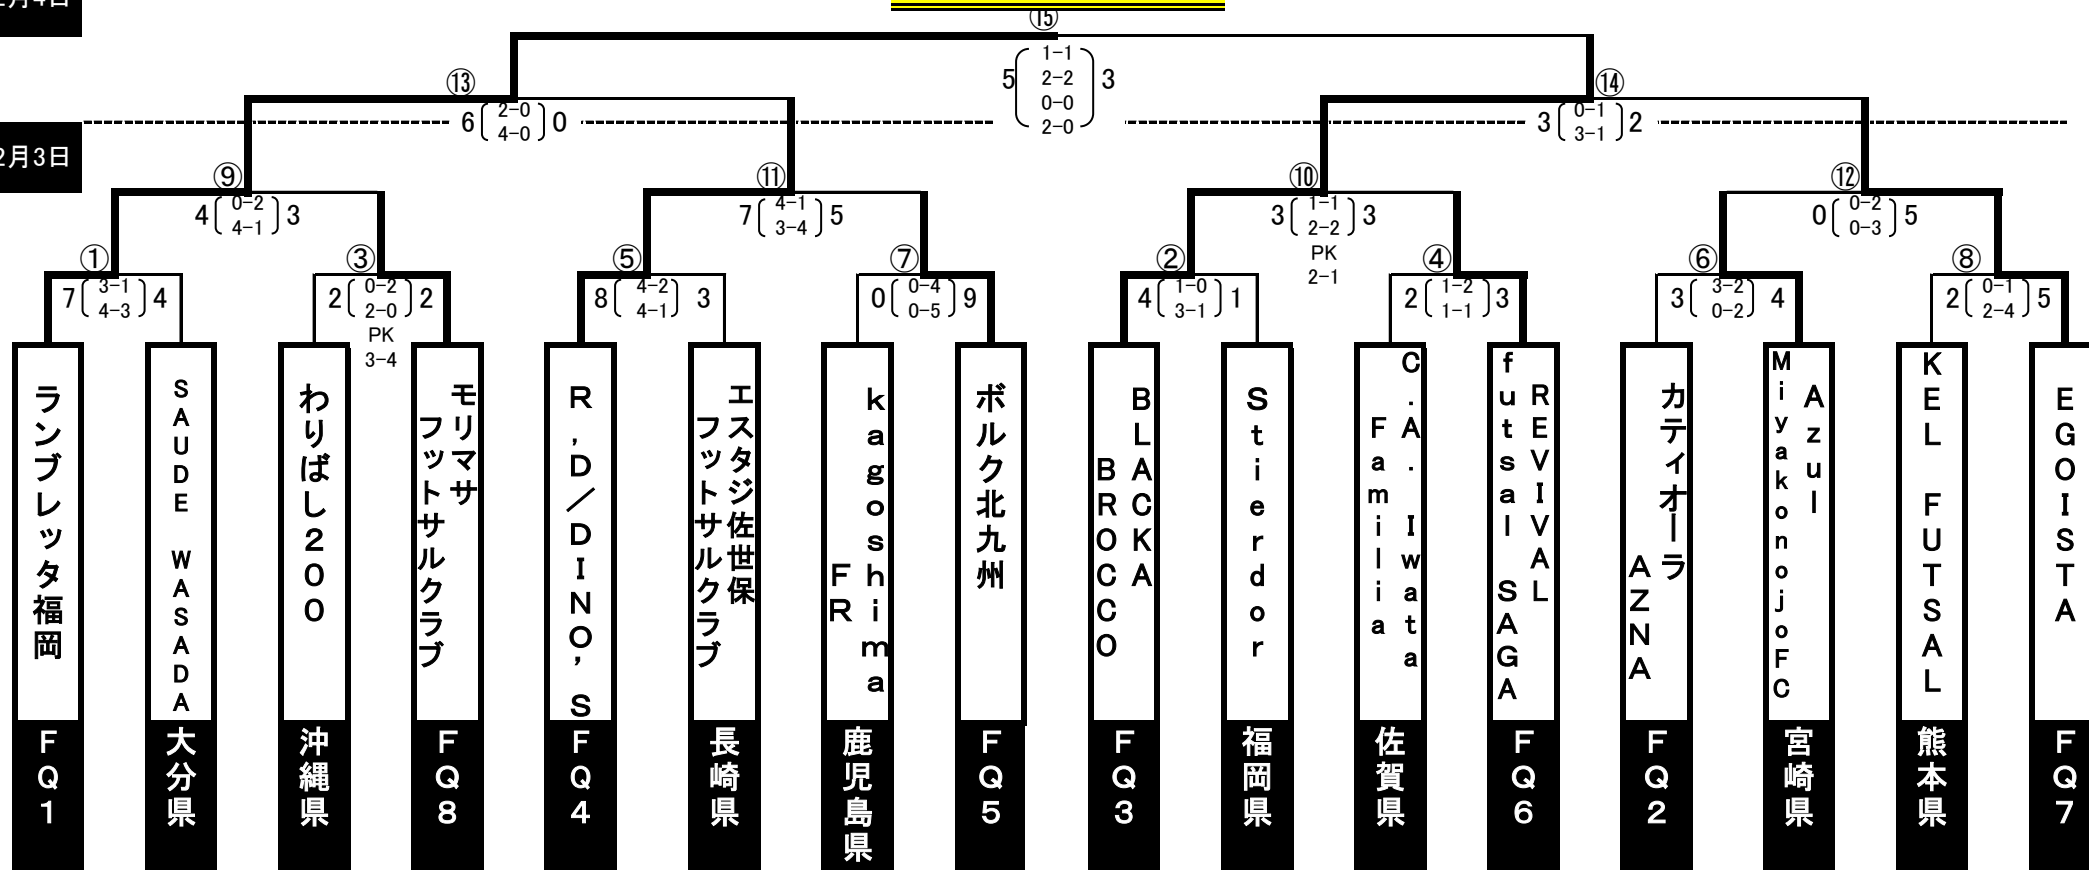 2月4日
⑮
5 1-1 3
2-2
0-0
2-0
⑬
6 2-0 0
4-0
⑭
3 0-1 2
3-1
2月3日
⑨
4 0-2 3
4-1
⑪
7 4-1 5
3-4
⑩
3 1-1 3
2-2
PK
2-1
⑫
0 0-2 5
0-3
①
7 3-1 4
4-3
③
2 0-2 2
2-0
PK
3-4
⑤
8 4-2 3
4-1
⑦
0 0-4 9
0-5
②
4 1-0 1
3-1
④
2 1-2 3
1-1
⑥
3 3-2 4
0-2
⑧
2 0-1 5
2-4
ランブレッタ福岡
FQ1
SAUDE WASADA
大分県
わりばし200
沖縄県
モリマサ
フットサルクラブ
FQ8
R,D/DINO'S
FQ4
エスタジ佐世保
フットサルクラブ
長崎県
kagoshima
FR
鹿児島県
ボルク北九州
FQ5
BLACKA
BROCCO
FQ3
Stierdor
福岡県
C.A. Iwata
Familia
佐賀県
REVIVAL
futsal SAGA
FQ6
カティオーラ
AZNA
FQ2
Azul
MiyakonojoFC
宮崎県
KEL FUTSAL
熊本県
EGOISTA
FQ7